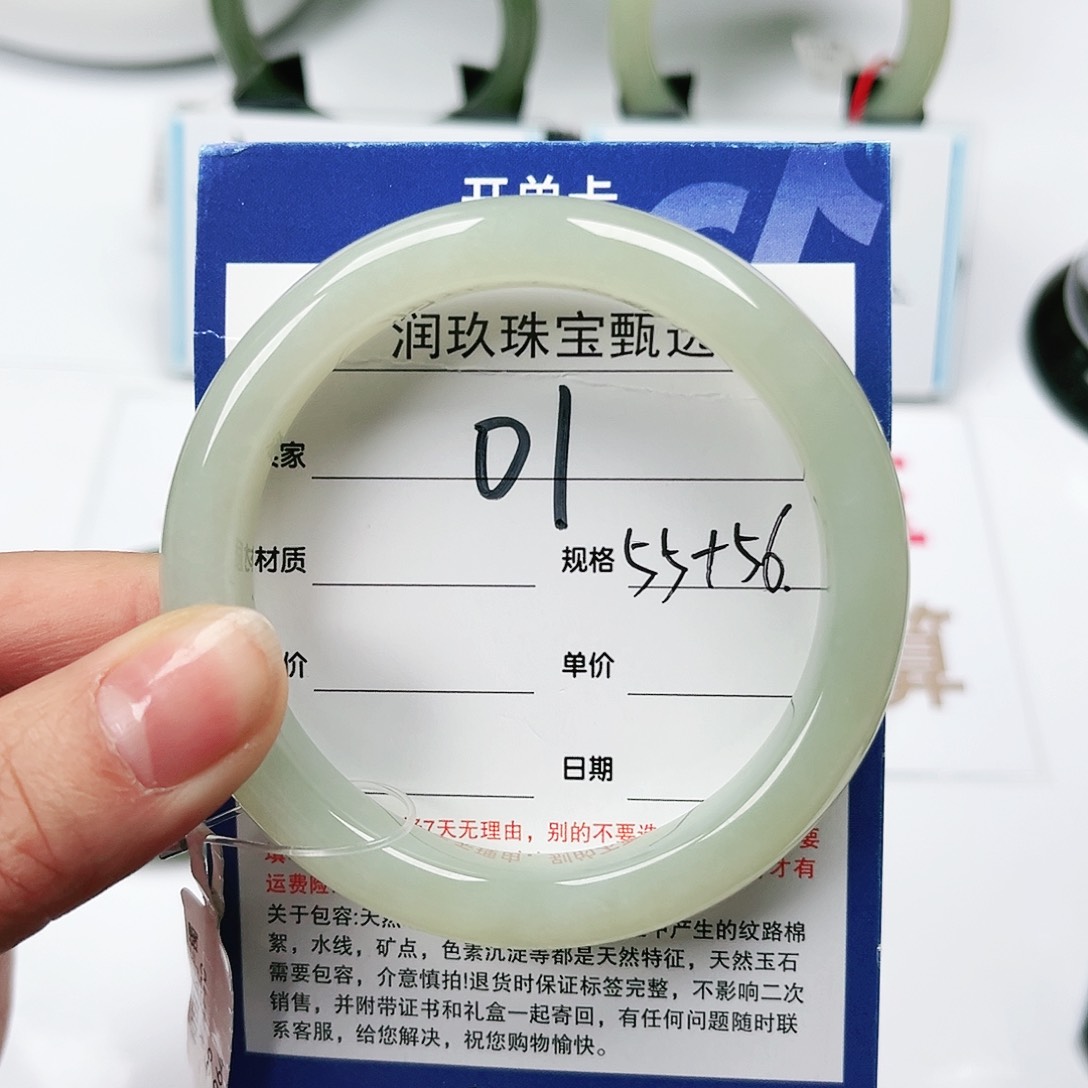 开单卡
润玖珠宝甄选
家 01
材质 规格 55+56.
价 单价
日期
7天无理由，别的不要选
要
填
运费险 才有
关于包容:天然 产生的纹路棉
絮，水线，矿点，色素沉淀等都是天然特征，天然玉石
需要包容，介意慎拍!退货时保证标签完整，不影响二次
销售，并附带证书和礼盒一起寄回，有任何问题随时联
系客服，给您解决，祝您购物愉快。